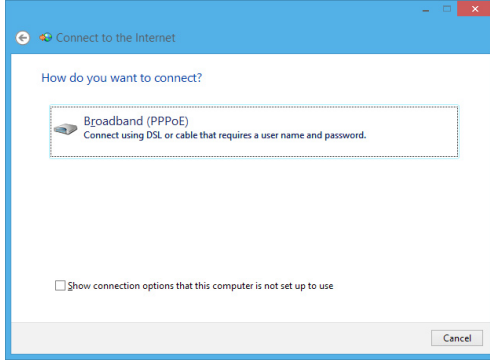 Connect to the Internet
How do you want to connect?
Broadband (PPPoE)
Connect using DSL or cable that requires a user name and password.
Show connection options that this computer is not set up to use
Cancel